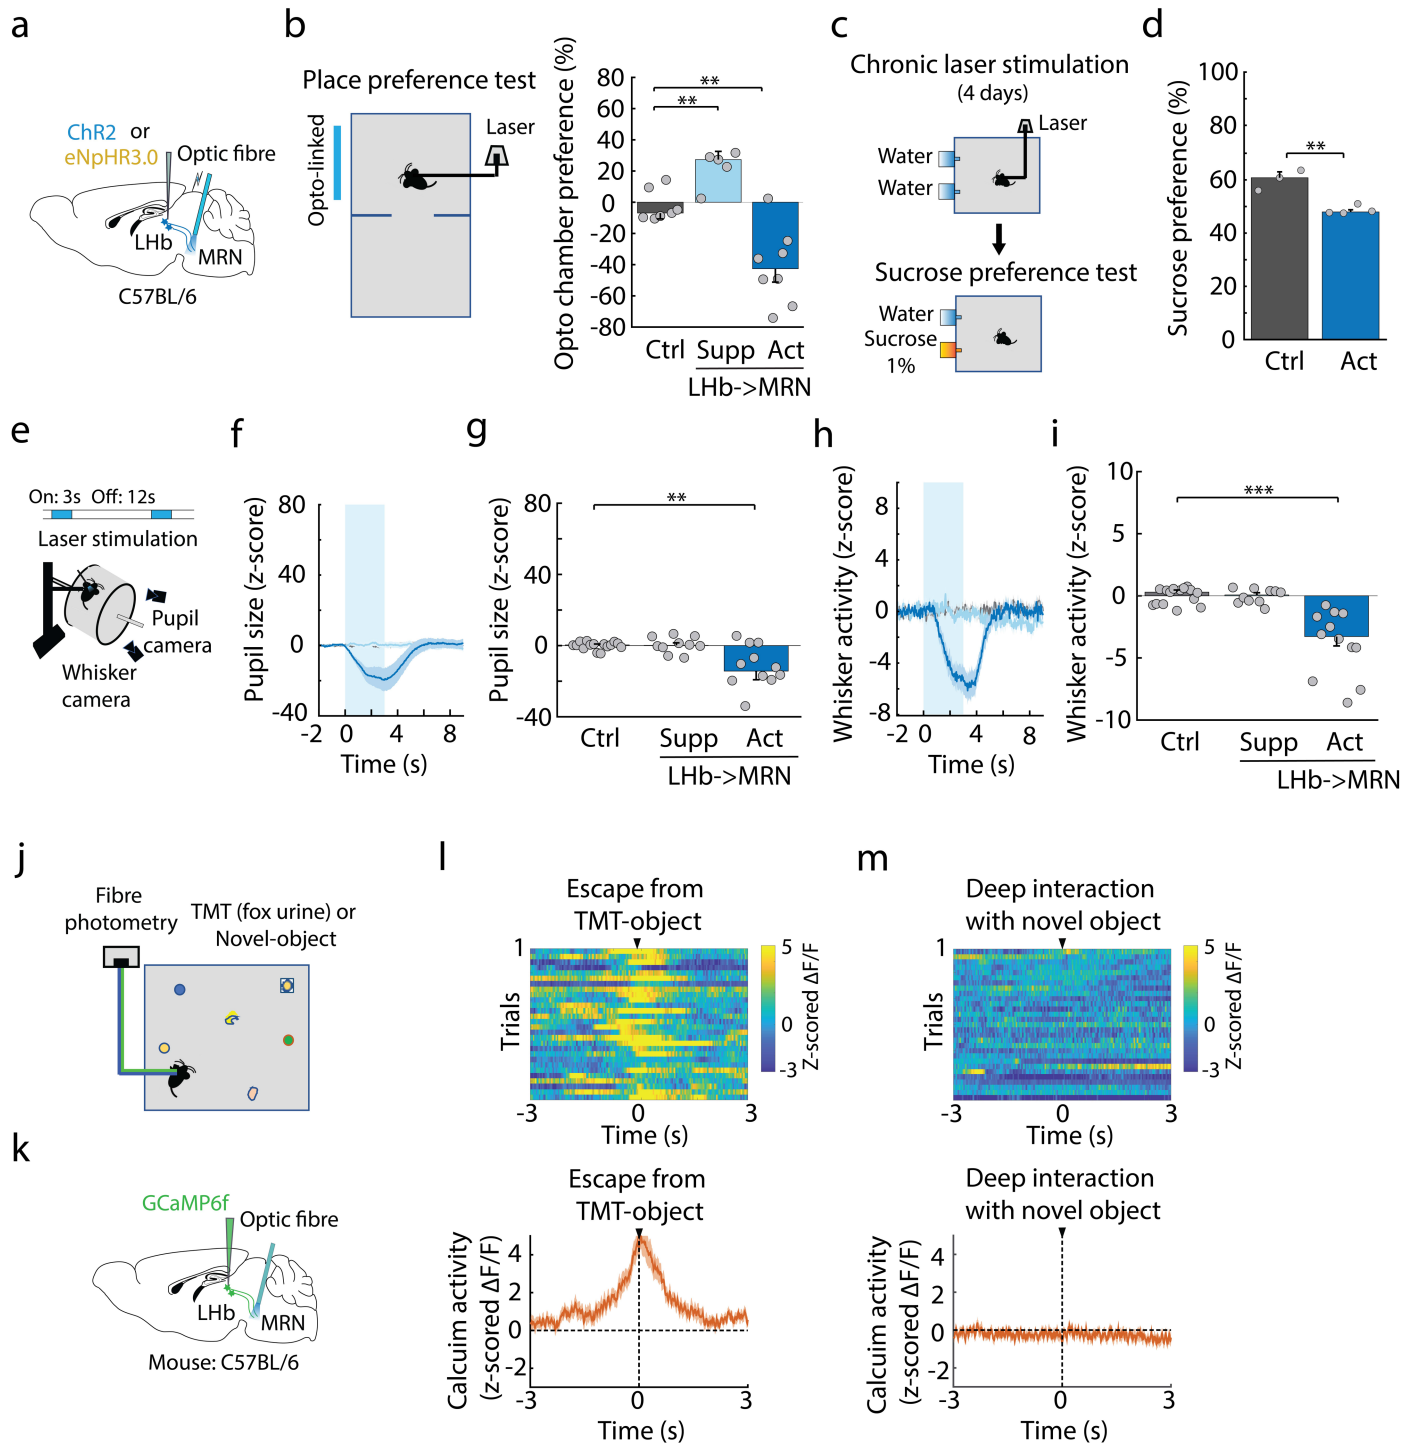 a
ChR2 or
eNpHR3.0
Optic fibre
LHb
MRN
C57BL/6
b
Place preference test
Opto-linked
Laser
Opto chamber preference (%)
80
60
40
20
0
-20
-40
-60
-80
**
**
Ctrl Supp Act
LHb->MRN
c
Chronic laser stimulation
(4 days)
Laser
Water
Water
Sucrose preference test
Water
Sucrose
1%
d
Sucrose preference (%)
100
80
60
40
20
0
**
Ctrl Act
e
On: 3s Off: 12s
Laser stimulation
Pupil
camera
Whisker
camera
f
Pupil size (z-score)
80
40
0
-40
-2 0 4 8
Time (s)
g
Pupil size (z-score)
80
40
0
-40
**
Ctrl Supp Act
LHb->MRN
h
Whisker activity (z-score)
8
4
0
-4
-8
-2 0 4 8
Time (s)
i
Whisker activity (z-score)
10
5
0
-5
-10
***
Ctrl Supp Act
LHb->MRN
j
Fibre
photometry
TMT (fox urine) or
Novel-object
k
GCaMP6f
Optic fibre
LHb
MRN
Mouse: C57BL/6
l
Escape from
TMT-object
1
Trials
-3 0 3
Time (s)
5
0
-3
Z-scored ΔF/F
Escape from
TMT-object
Calcuim activity
(z-scored ΔF/F)
4
2
0
-2
-3 0 3
Time (s)
m
Deep interaction
with novel object
1
Trials
-3 0 3
Time (s)
5
0
-3
Z-scored ΔF/F
Deep interaction
with novel object
Calcuim activity
(z-scored ΔF/F)
4
2
0
-2
-3 0 3
Time (s)